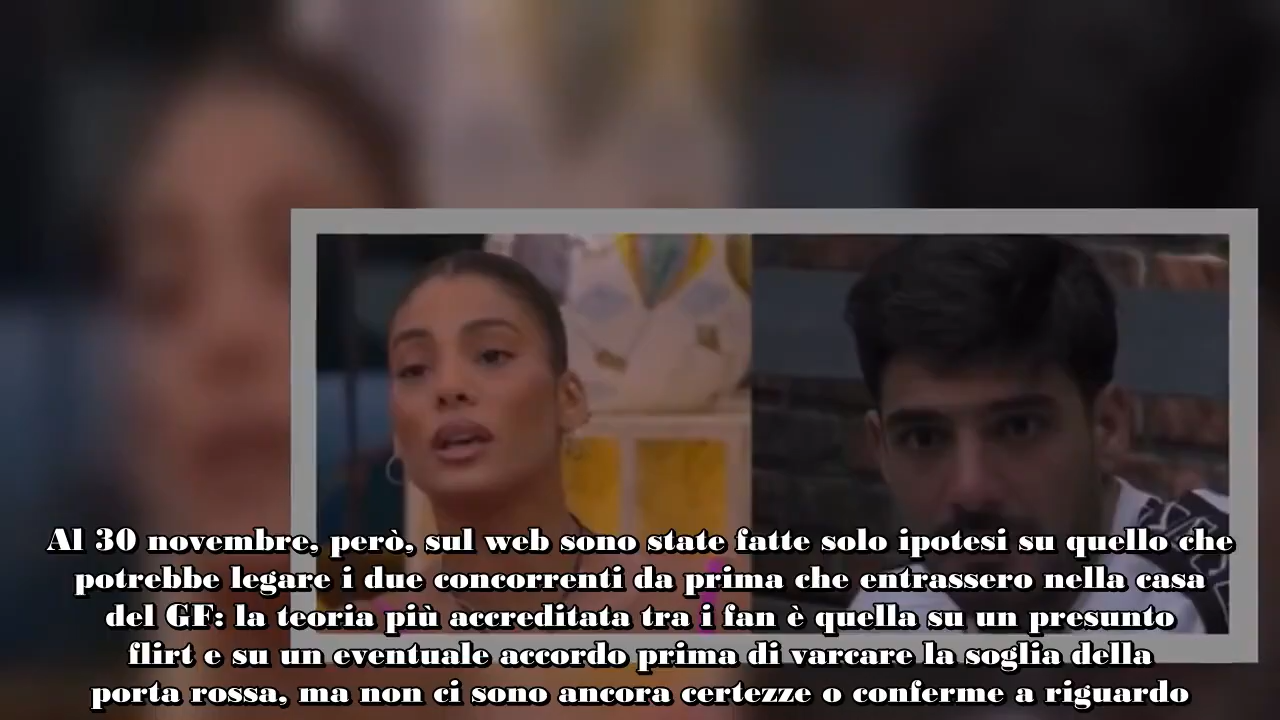 Al 30 novembre, però, sul web sono state fatte solo ipotesi su quello che
potrebbe legare i due concorrenti da prima che entrassero nella casa
del GF: la teoria più accreditata tra i fan è quella su un presunto
flirt e su un eventuale accordo prima di varcare la soglia della
porta rossa, ma non ci sono ancora certezze o conferme a riguardo